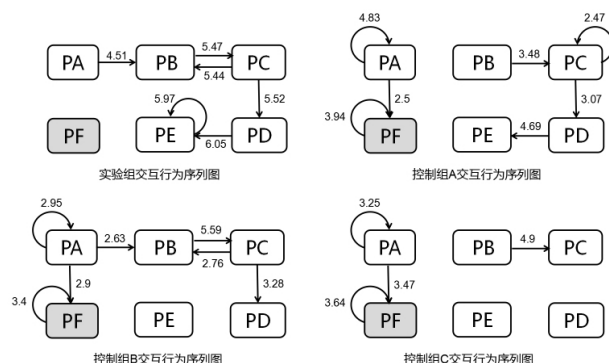 4.51
5.47
5.44
PA
PB
PC
5.52
5.97
PF
PE
PD
6.05
实验组交互行为序列图
4.83
2.47
3.48
PA
PB
PC
2.5
3.07
3.94
4.69
PF
PE
PD
控制组A交互行为序列图
2.95
2.63
5.59
2.76
PA
PB
PC
2.9
3.28
3.4
PF
PE
PD
控制组B交互行为序列图
3.25
4.9
PA
PB
PC
3.47
3.64
PF
PE
PD
控制组C交互行为序列图